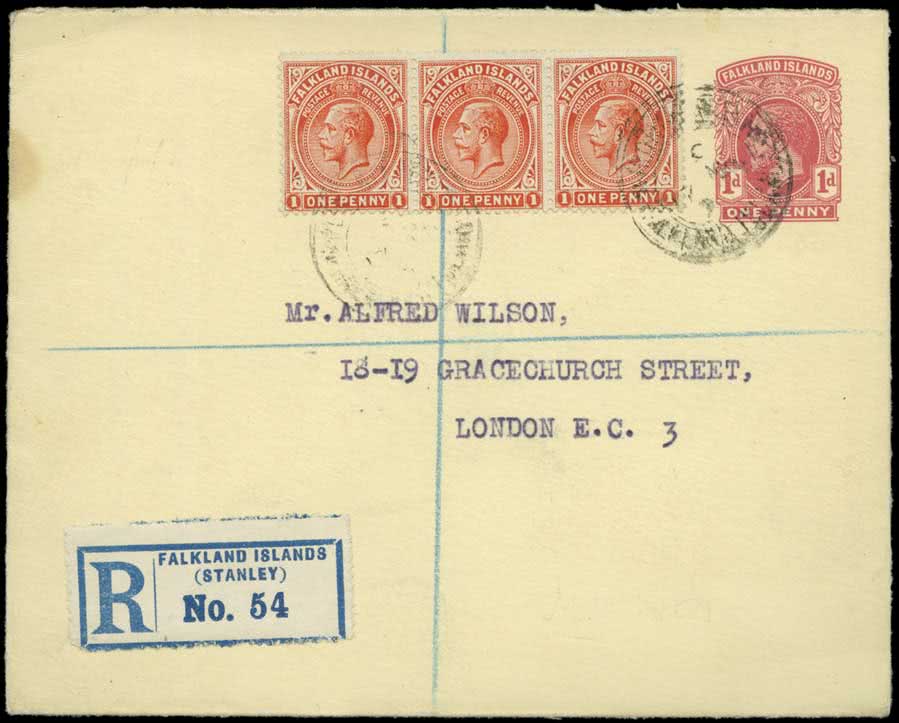 FALKLAND ISLANDS
POSTAGE REVENUE
1 ONE PENNY 1
FALKLAND ISLANDS
POSTAGE REVENUE
1 ONE PENNY 1
FALKLAND ISLANDS
POSTAGE REVENUE
1 ONE PENNY 1
FALKLAND ISLANDS
1d 1d
ONE PENNY
Mr. ALFRED WILSON,
18-19 GRACECHURCH STREET,
LONDON E.C. 3
R
FALKLAND ISLANDS
(STANLEY)
No. 54